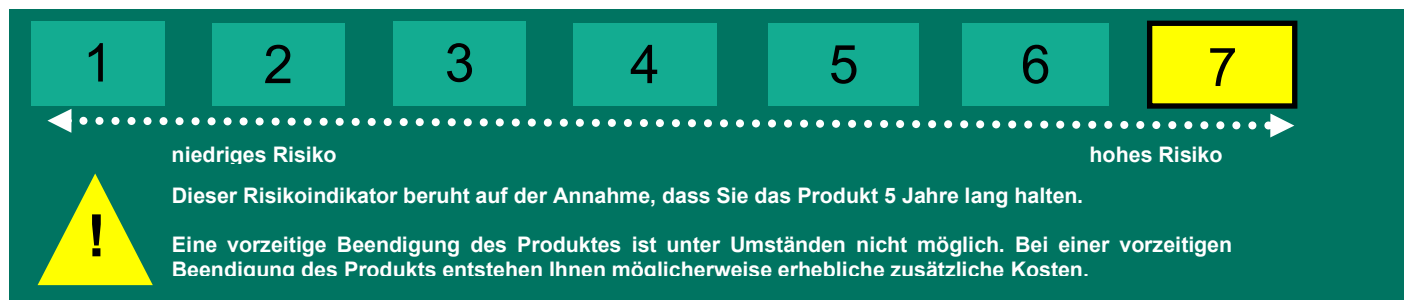 1 2 3 4 5 6 7
niedriges Risiko hohes Risiko
Dieser Risikoindikator beruht auf der Annahme, dass Sie das Produkt 5 Jahre lang halten.
!
Eine vorzeitige Beendigung des Produktes ist unter Umständen nicht möglich. Bei einer vorzeitigen
Beendigung des Produkts entstehen Ihnen möglicherweise erhebliche zusätzliche Kosten.